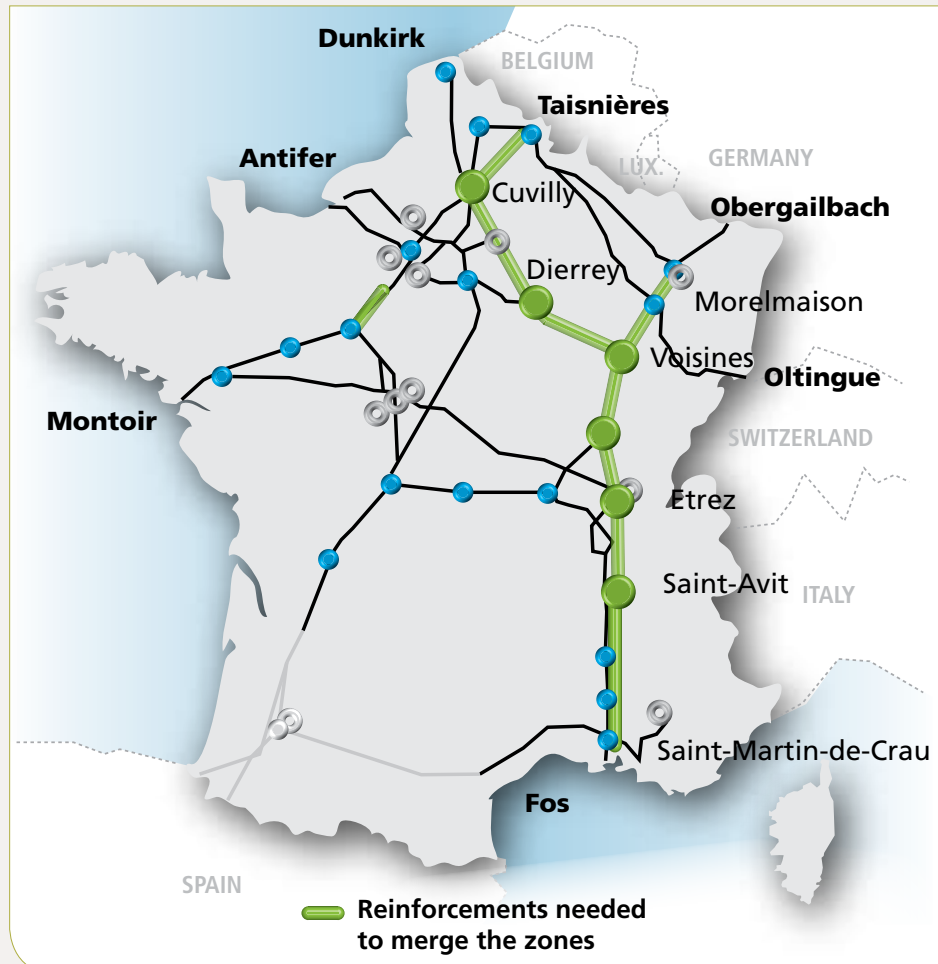 Dunkirk
BELGIUM
Taisnières
Antifer
LUX.
GERMANY
Cuvilly
Obergailbach
Dierrey
Morelmaison
Voisines
Oltingue
Montoir
SWITZERLAND
Etrez
Saint-Avit
ITALY
Saint-Martin-de-Crau
Fos
SPAIN
Reinforcements needed
to merge the zones